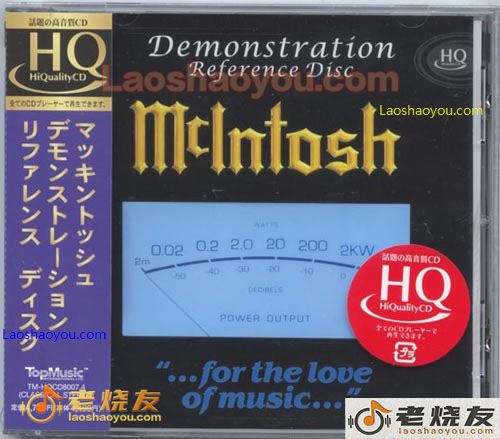 話題の高音質CD
HQ
HiQualityCD
全てのCDプレーヤーで再生できます。
マッキントッシュ
デモンストレーション
リファレンス ディスク
TopMusic
Demonstration
Reference Disc
HQ
Laoshaoyou.com
Laoshaoyou.com
McIntosh
WATTS
2m 0.02 0.2 2.0 20 200 2KW
-50 -40 -30 -20 -10 0
DECIBELS
POWER OUTPUT
話題の高音質CD
HQ
HiQualityCD
全てのCDプレーヤーで
再生できます。
Laoshaoyou.com
"...for the love
of music..."
老烧友
laoshaoyou.com
老烧友
laoshaoyou.com